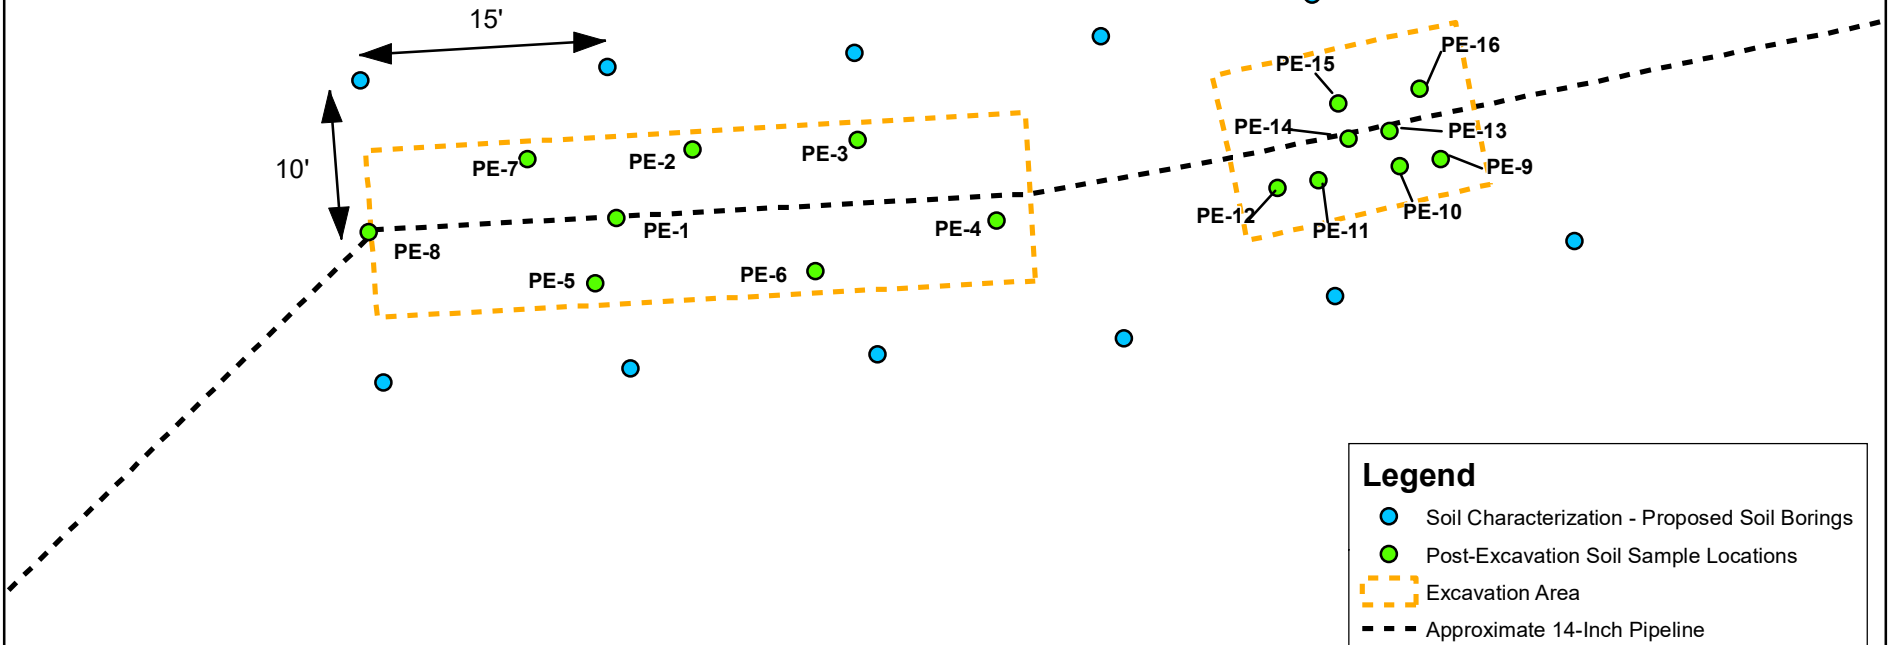 15'
10'
PE-16
PE-15
PE-14
PE-13
PE-7
PE-2
PE-3
PE-9
PE-12
PE-10
PE-11
PE-8
PE-1
PE-4
PE-5
PE-6
Legend
Soil Characterization - Proposed Soil Borings
Post-Excavation Soil Sample Locations
Excavation Area
Approximate 14-Inch Pipeline